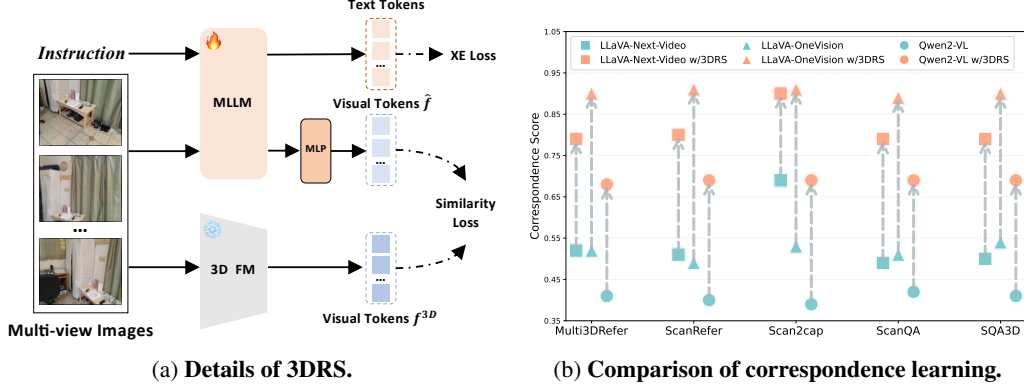 Text Tokens
Instruction
MLLM
...
XE Loss
Visual Tokens f̂
MLP
...
Similarity
Loss
...
3D FM
...
Multi-view Images
Visual Tokens f³ᴰ
(a) Details of 3DRS.
1.05
0.95
0.85
0.75
0.65
0.55
0.45
0.35
Correspondence Score
LLaVA-Next-Video
LLaVA-OneVision
Qwen2-VL
LLaVA-Next-Video w/3DRS
LLaVA-OneVision w/3DRS
Qwen2-VL w/3DRS
Multi3DRefer
ScanRefer
Scan2cap
ScanQA
SQA3D
(b) Comparison of correspondence learning.